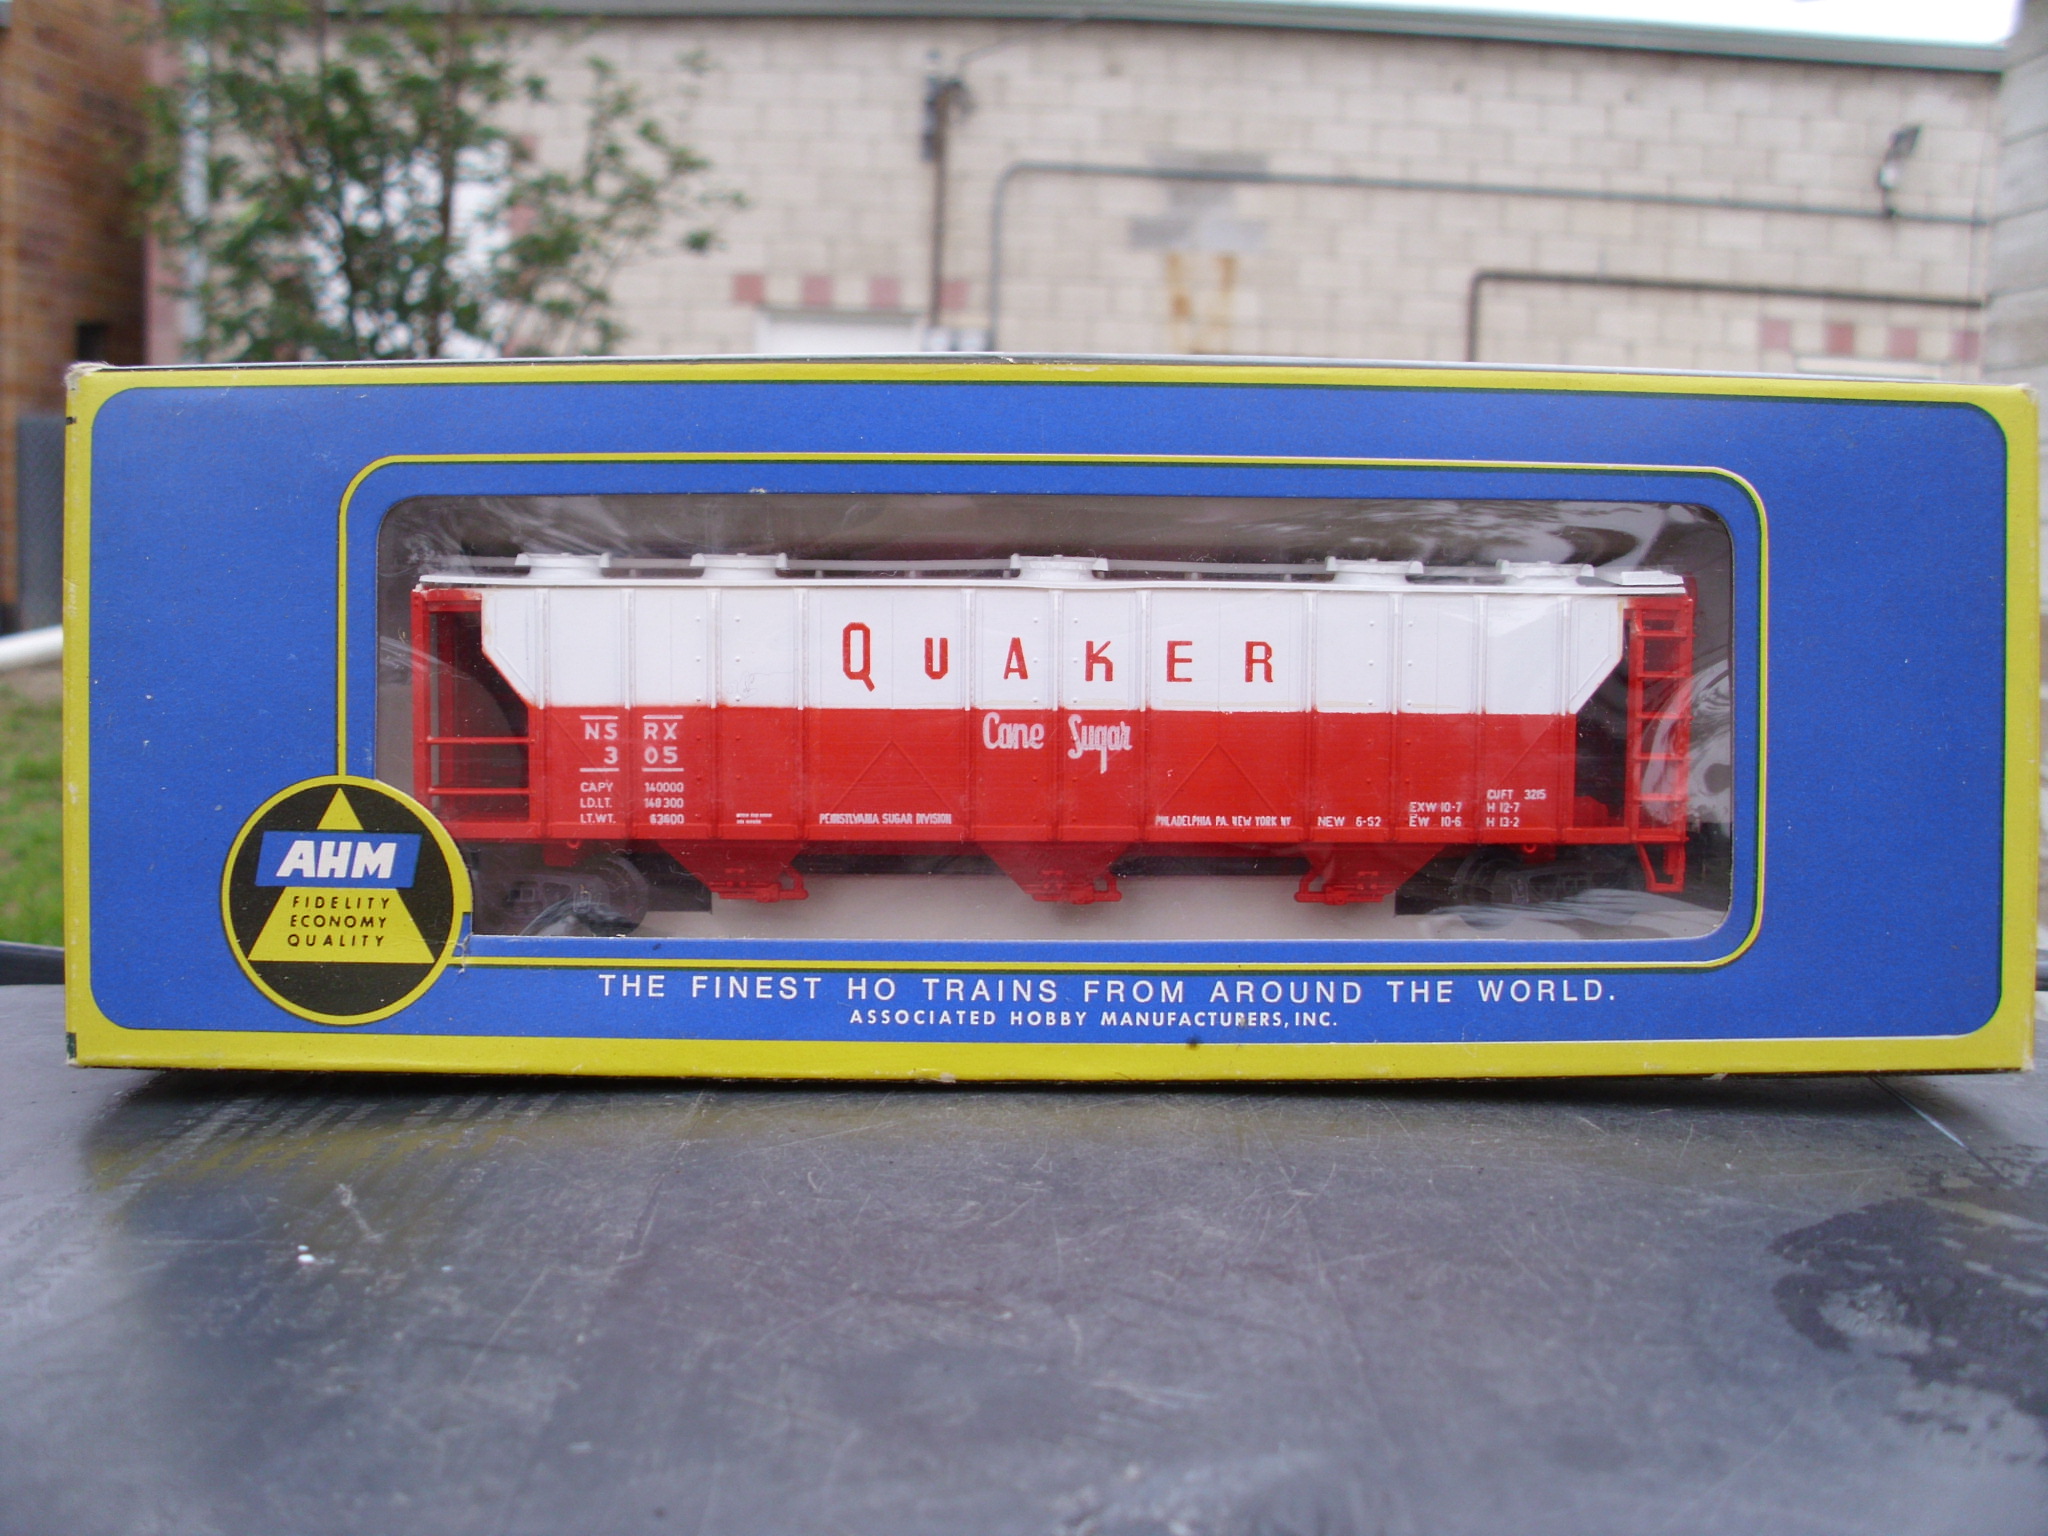 QUAKER
Cane Sugar
NS RX
305
CAPY 140000
LD.LT. 148300
LT.WT. 63600
PENNSYLVANIA SUGAR DIVISION
PHILADELPHIA PA. NEW YORK NY
NEW 6-52
EXW 10-7
EW 10-6
CUFT 3215
H 12-7
H 13-2
AHM
FIDELITY
ECONOMY
QUALITY
THE FINEST HO TRAINS FROM AROUND THE WORLD.
ASSOCIATED HOBBY MANUFACTURERS, INC.